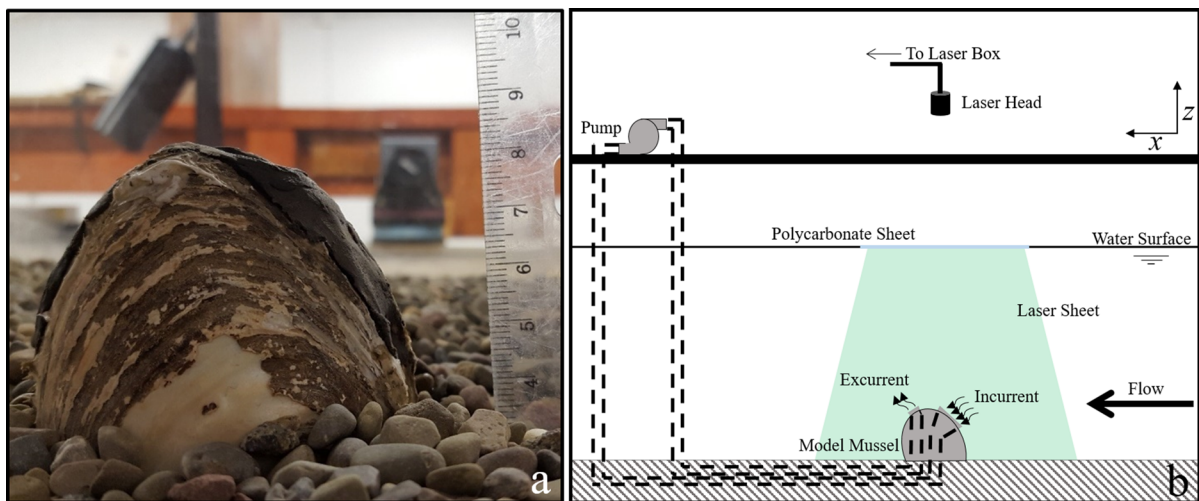 10
9
8
7
6
5
4
a
To Laser Box
Laser Head
z
x
Pump
Polycarbonate Sheet
Water Surface
Laser Sheet
Excurrent
Incurrent
Flow
Model Mussel
b